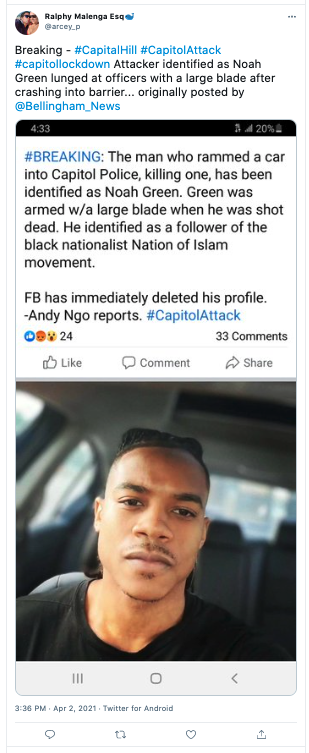 Ralphy Malenga Esq
@arcey_p
Breaking - #CapitalHill #CapitolAttack
#capitollockdown Attacker identified as Noah
Green lunged at officers with a large blade after
crashing into barrier... originally posted by
@Bellingham_News
4:33
20%
#BREAKING: The man who rammed a car
into Capitol Police, killing one, has been
identified as Noah Green. Green was
armed w/a large blade when he was shot
dead. He identified as a follower of the
black nationalist Nation of Islam
movement.
FB has immediately deleted his profile.
-Andy Ngo reports. #CapitolAttack
24
33 Comments
Like
Comment
Share
3:36 PM · Apr 2, 2021 · Twitter for Android